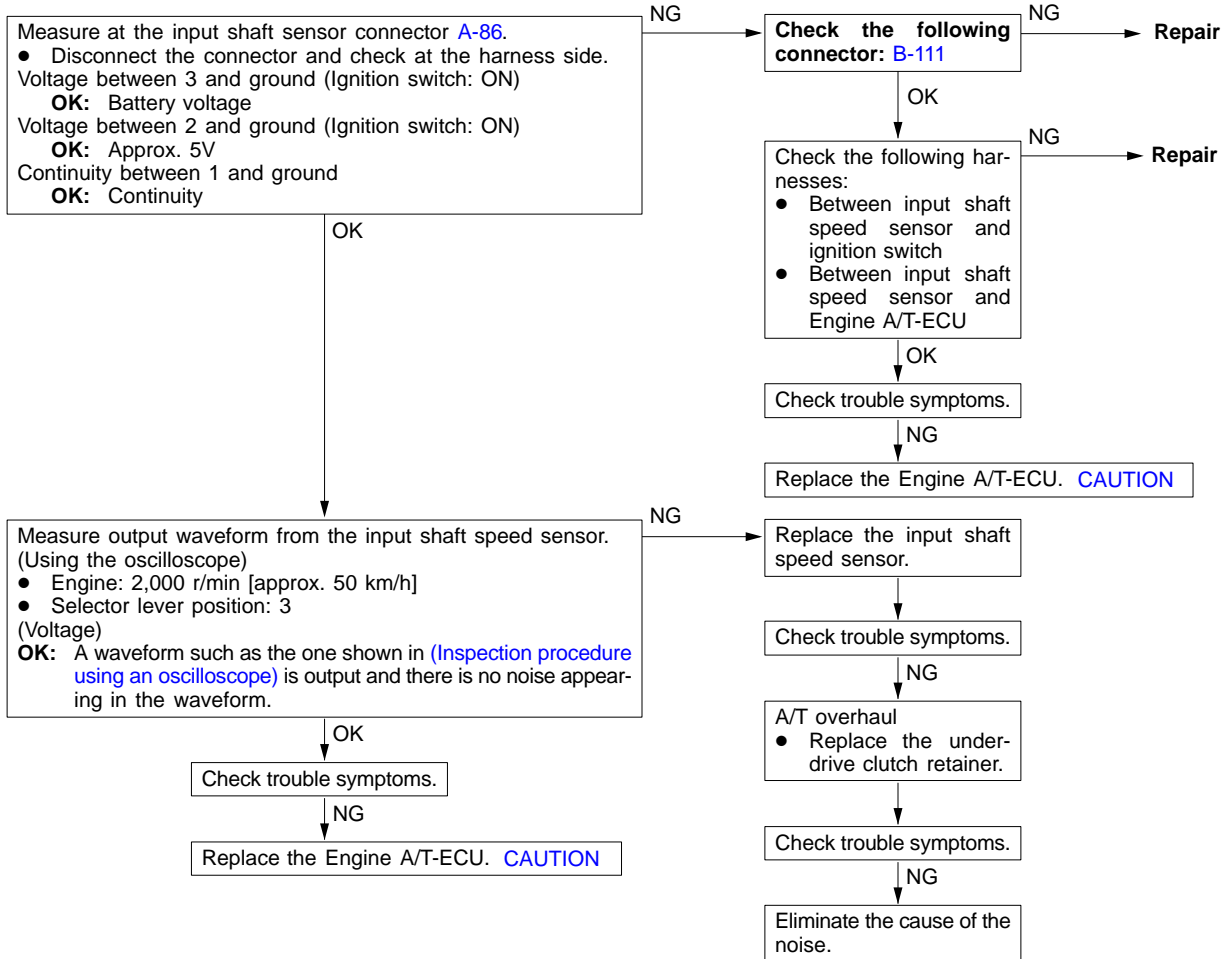 Measure at the input shaft sensor connector A-86.
● Disconnect the connector and check at the harness side.
Voltage between 3 and ground (Ignition switch: ON)
OK: Battery voltage
Voltage between 2 and ground (Ignition switch: ON)
OK: Approx. 5V
Continuity between 1 and ground
OK: Continuity
NG
Check the following
connector: B-111
NG
Repair
OK
Check the following har-
nesses:
● Between input shaft
speed sensor and
ignition switch
● Between input shaft
speed sensor and
Engine A/T-ECU
NG
Repair
OK
Check trouble symptoms.
NG
Replace the Engine A/T-ECU. CAUTION
OK
Measure output waveform from the input shaft speed sensor.
(Using the oscilloscope)
● Engine: 2,000 r/min [approx. 50 km/h]
● Selector lever position: 3
(Voltage)
OK: A waveform such as the one shown in (Inspection procedure
using an oscilloscope) is output and there is no noise appear-
ing in the waveform.
NG
Replace the input shaft
speed sensor.
Check trouble symptoms.
NG
A/T overhaul
● Replace the under-
drive clutch retainer.
Check trouble symptoms.
NG
Eliminate the cause of the
noise.
OK
Check trouble symptoms.
NG
Replace the Engine A/T-ECU. CAUTION